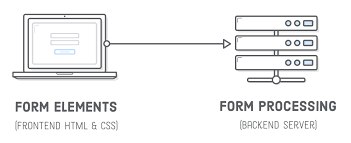 FORM ELEMENTS
(FRONTEND HTML & CSS)
FORM PROCESSING
(BACKEND SERVER)